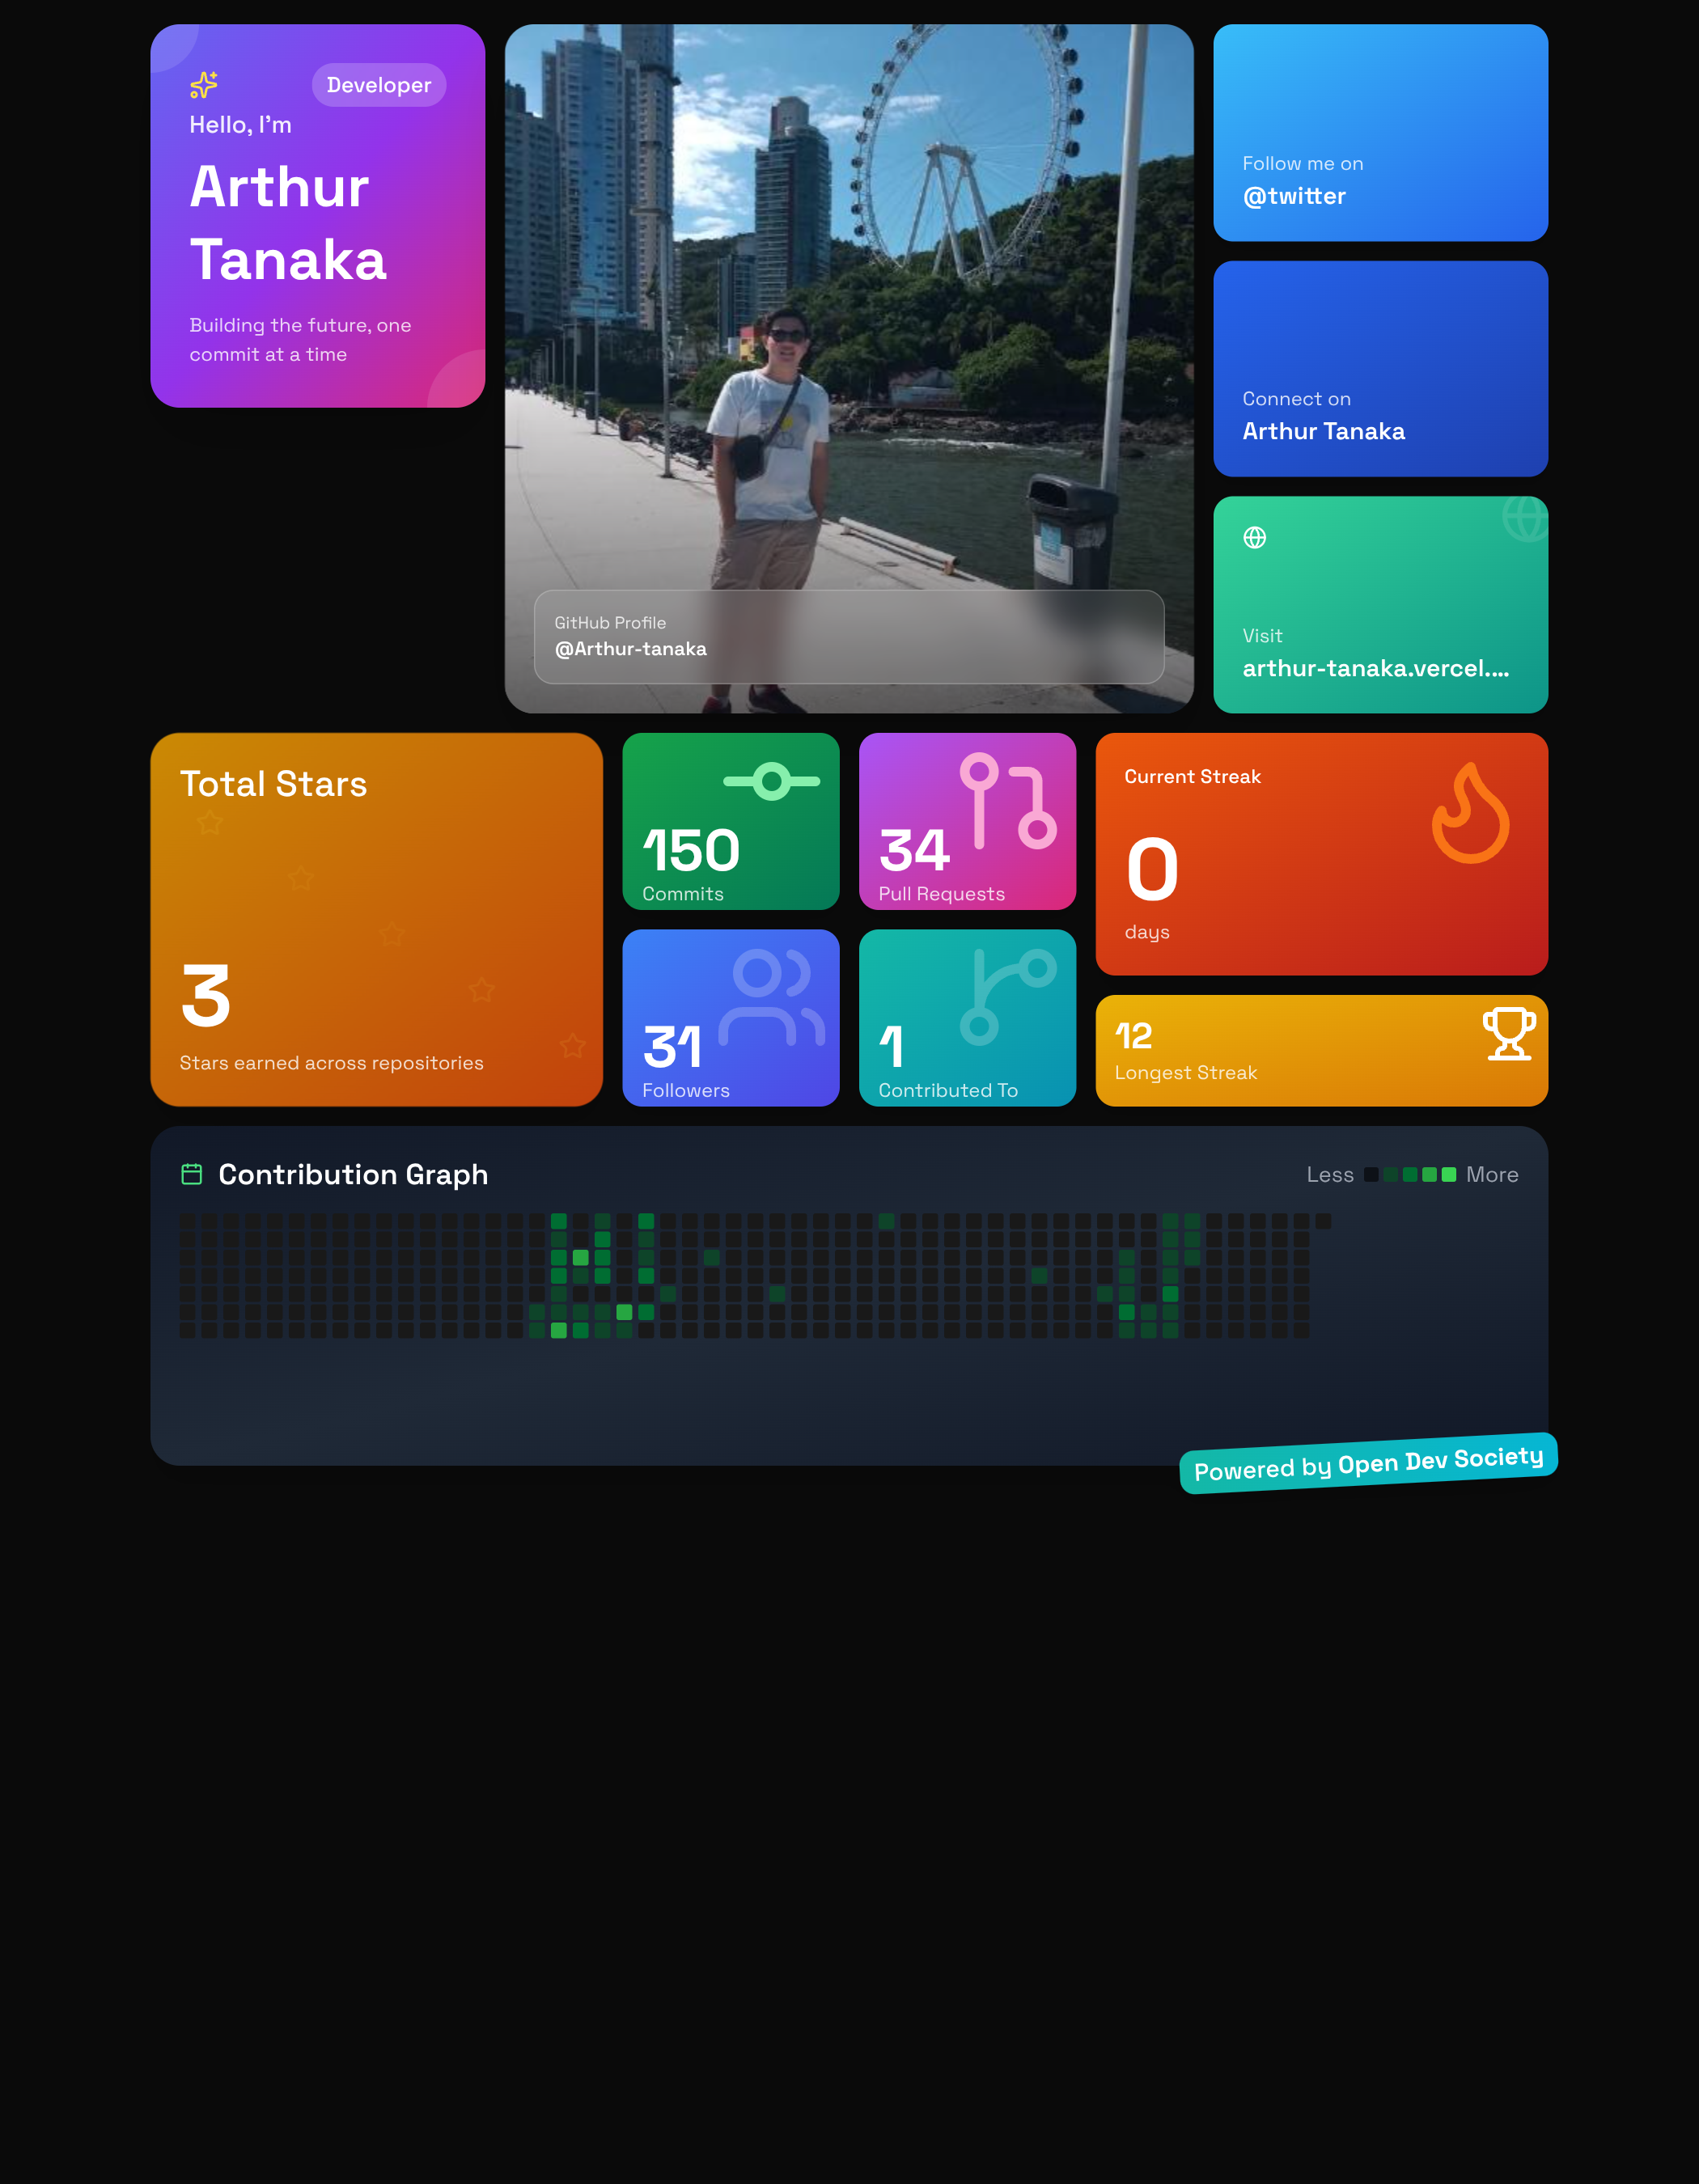 Developer
Hello, I'm
Arthur
Tanaka
Building the future, one
commit at a time
GitHub Profile
@Arthur-tanaka
Follow me on
@twitter
Connect on
Arthur Tanaka
Visit
arthur-tanaka.vercel....
Total Stars
3
Stars earned across repositories
150
Commits
34
Pull Requests
31
Followers
1
Contributed To
Current Streak
0
days
12
Longest Streak
Contribution Graph
Less More
Powered by Open Dev Society